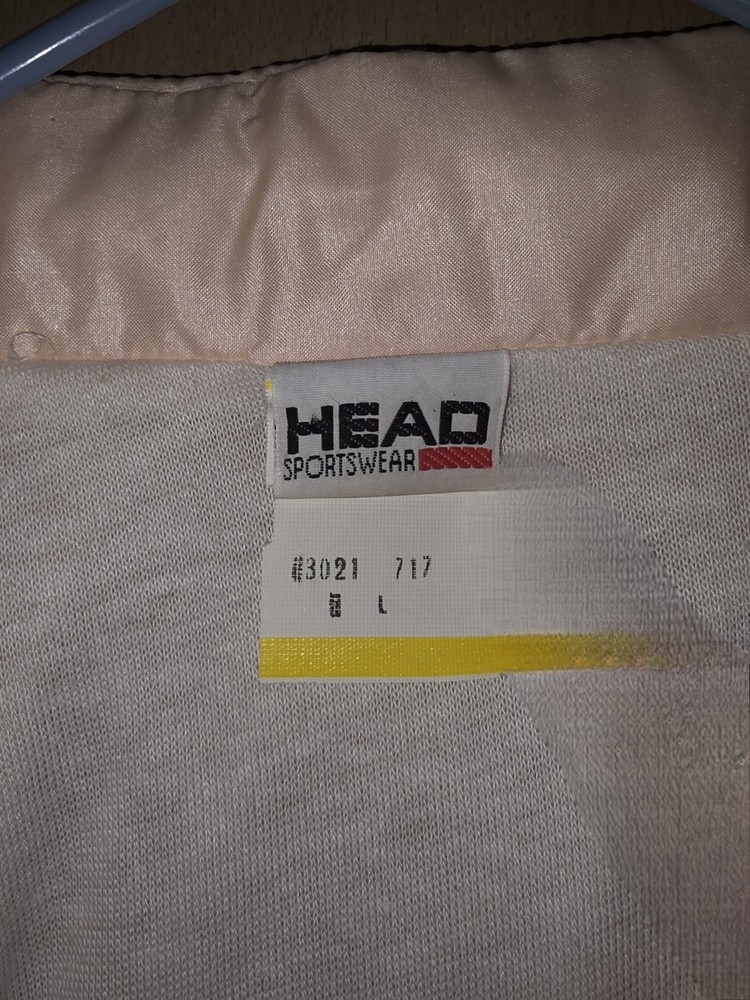 HEAD
SPORTSWEAR
#3021 717
L